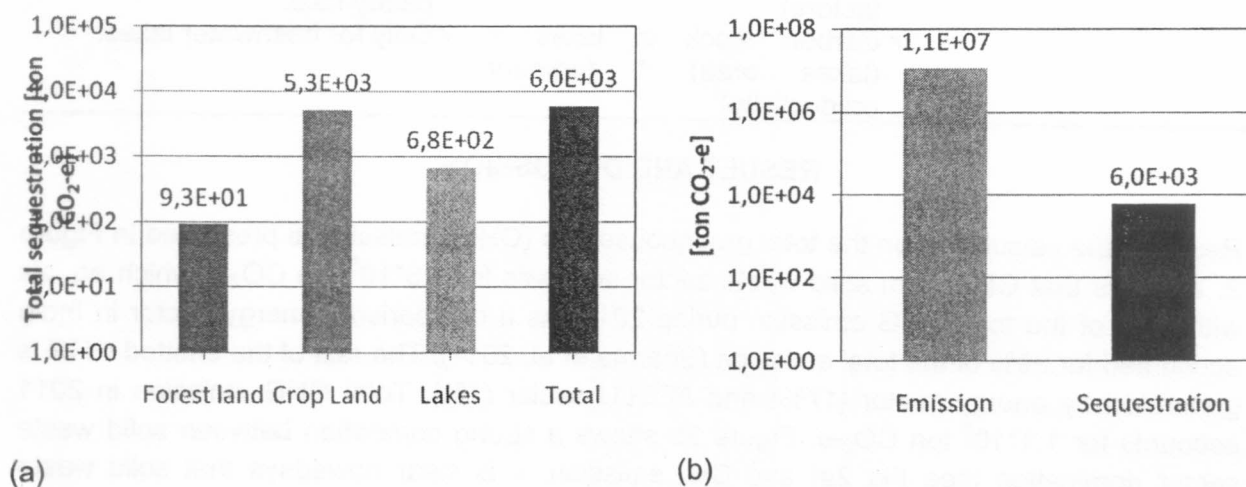 Total sequestration [ton
CO₂-e]
1,0E+05
1,0E+04
1,0E+03
1,0E+02
1,0E+01
1,0E+00
9,3E+01
5,3E+03
6,8E+02
6,0E+03
Forest land Crop Land Lakes Total
(a)
[ton CO₂-e]
1,0E+08
1,0E+06
1,0E+04
1,0E+02
1,0E+00
1,1E+07
6,0E+03
Emission Sequestration
(b)